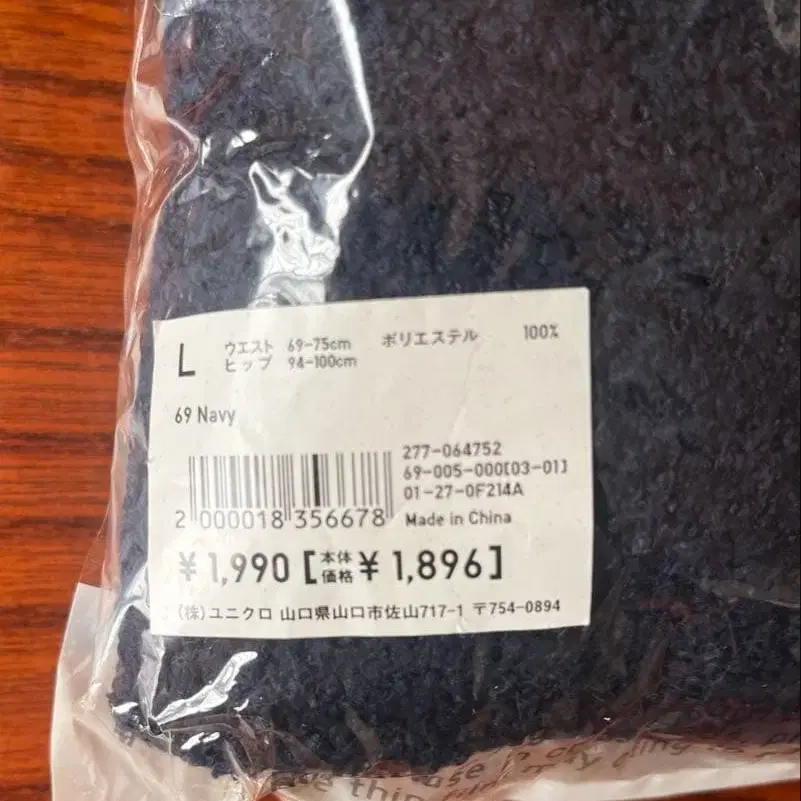 L ウエスト 69-75cm ポリエステル 100%
ヒップ 94-100cm
69 Navy
277-064752
69-005-000[03-01]
01-27-0F214A
2 000018 356678 Made in China
¥1,990 [本体価格 ¥ 1,896]
(株)ユニクロ 山口県山口市佐山717-1 〒754-0894